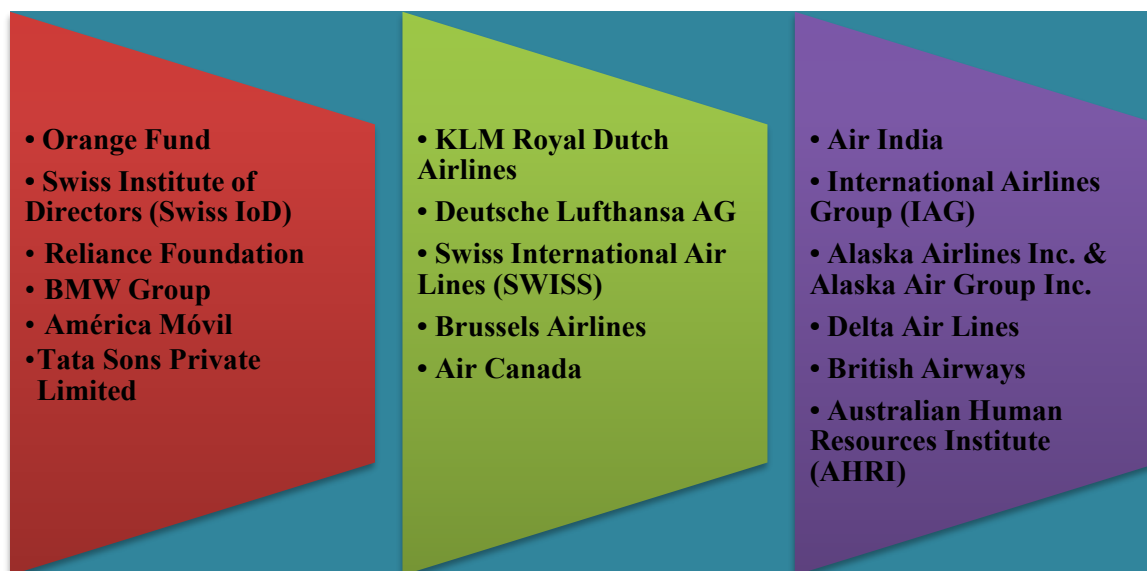 • Orange Fund
• Swiss Institute of
Directors (Swiss IoD)
• Reliance Foundation
• BMW Group
• América Móvil
•Tata Sons Private
Limited
• KLM Royal Dutch
Airlines
• Deutsche Lufthansa AG
• Swiss International Air
Lines (SWISS)
• Brussels Airlines
• Air Canada
• Air India
• International Airlines
Group (IAG)
• Alaska Airlines Inc. &
Alaska Air Group Inc.
• Delta Air Lines
• British Airways
• Australian Human
Resources Institute
(AHRI)